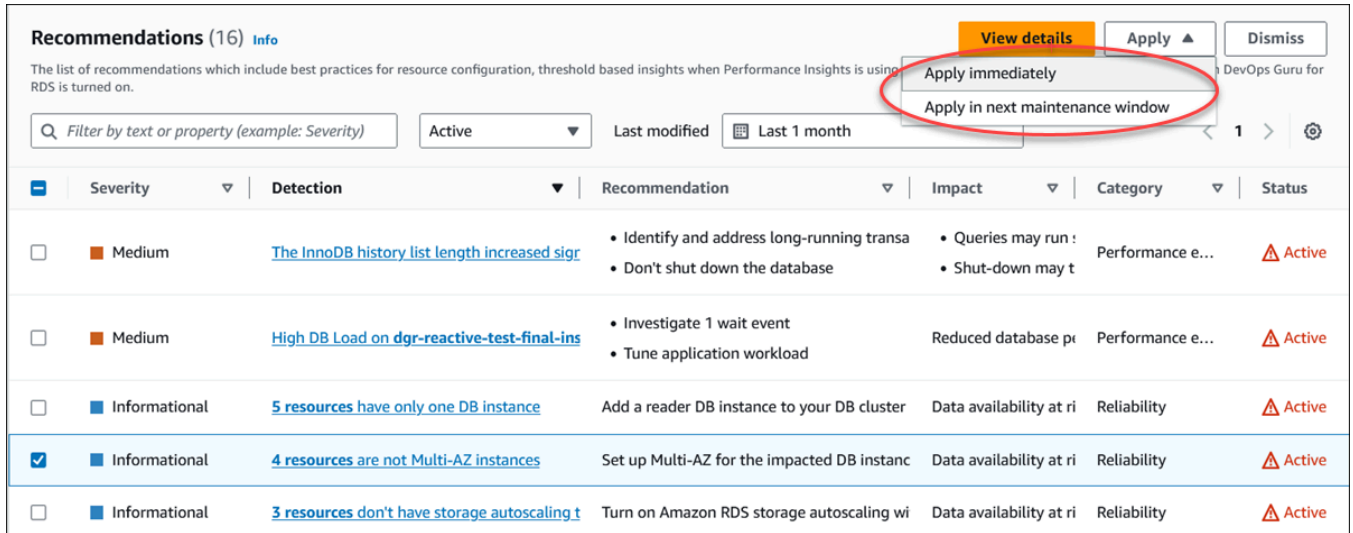 Recommendations (16) Info
View details
Apply
Dismiss
The list of recommendations which include best practices for resource configuration, threshold based insights when Performance Insights is using
DevOps Guru for
RDS is turned on.
Apply immediately
Apply in next maintenance window
Filter by text or property (example: Severity)
Active
Last modified
Last 1 month
1
Severity Detection Recommendation Impact Category Status
Medium
The InnoDB history list length increased sigr
• Identify and address long-running transa
• Don't shut down the database
• Queries may run
• Shut-down may t
Performance e...
Active
Medium
High DB Load on dgr-reactive-test-final-ins
• Investigate 1 wait event
• Tune application workload
Reduced database pe
Performance e...
Active
Informational
5 resources have only one DB instance
Add a reader DB instance to your DB cluster
Data availability at ri
Reliability
Active
Informational
4 resources are not Multi-AZ instances
Set up Multi-AZ for the impacted DB instanc
Data availability at ri
Reliability
Active
Informational
3 resources don't have storage autoscaling t
Turn on Amazon RDS storage autoscaling wi
Data availability at ri
Reliability
Active